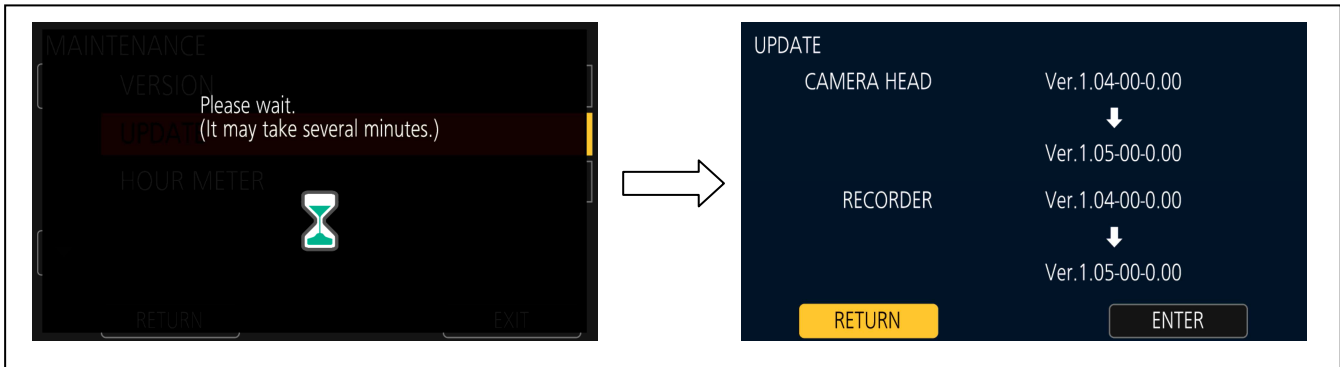 MAINTENANCE
VERSION
Please wait.
UPDATE
(It may take several minutes.)
HOUR METER
RETURN EXIT
UPDATE
CAMERA HEAD Ver.1.04-00-0.00
Ver.1.05-00-0.00
RECORDER Ver.1.04-00-0.00
Ver.1.05-00-0.00
RETURN ENTER